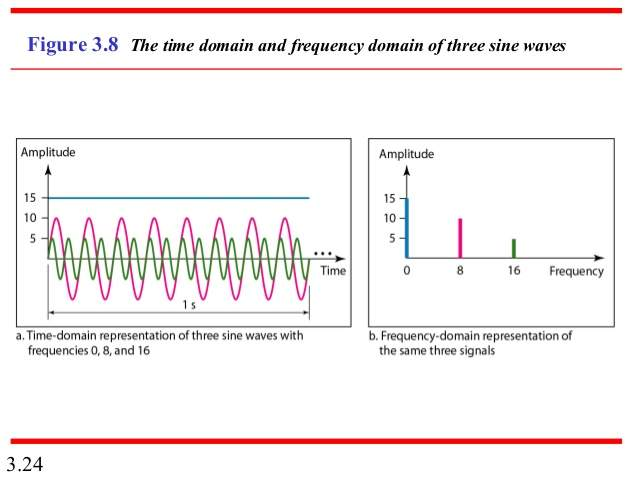 Figure 3.8 The time domain and frequency domain of three sine waves
Amplitude
15
10
5
...
Time
1 s
a. Time-domain representation of three sine waves with
frequencies 0, 8, and 16
Amplitude
15
10
5
0 8 16 Frequency
b. Frequency-domain representation of
the same three signals
3.24